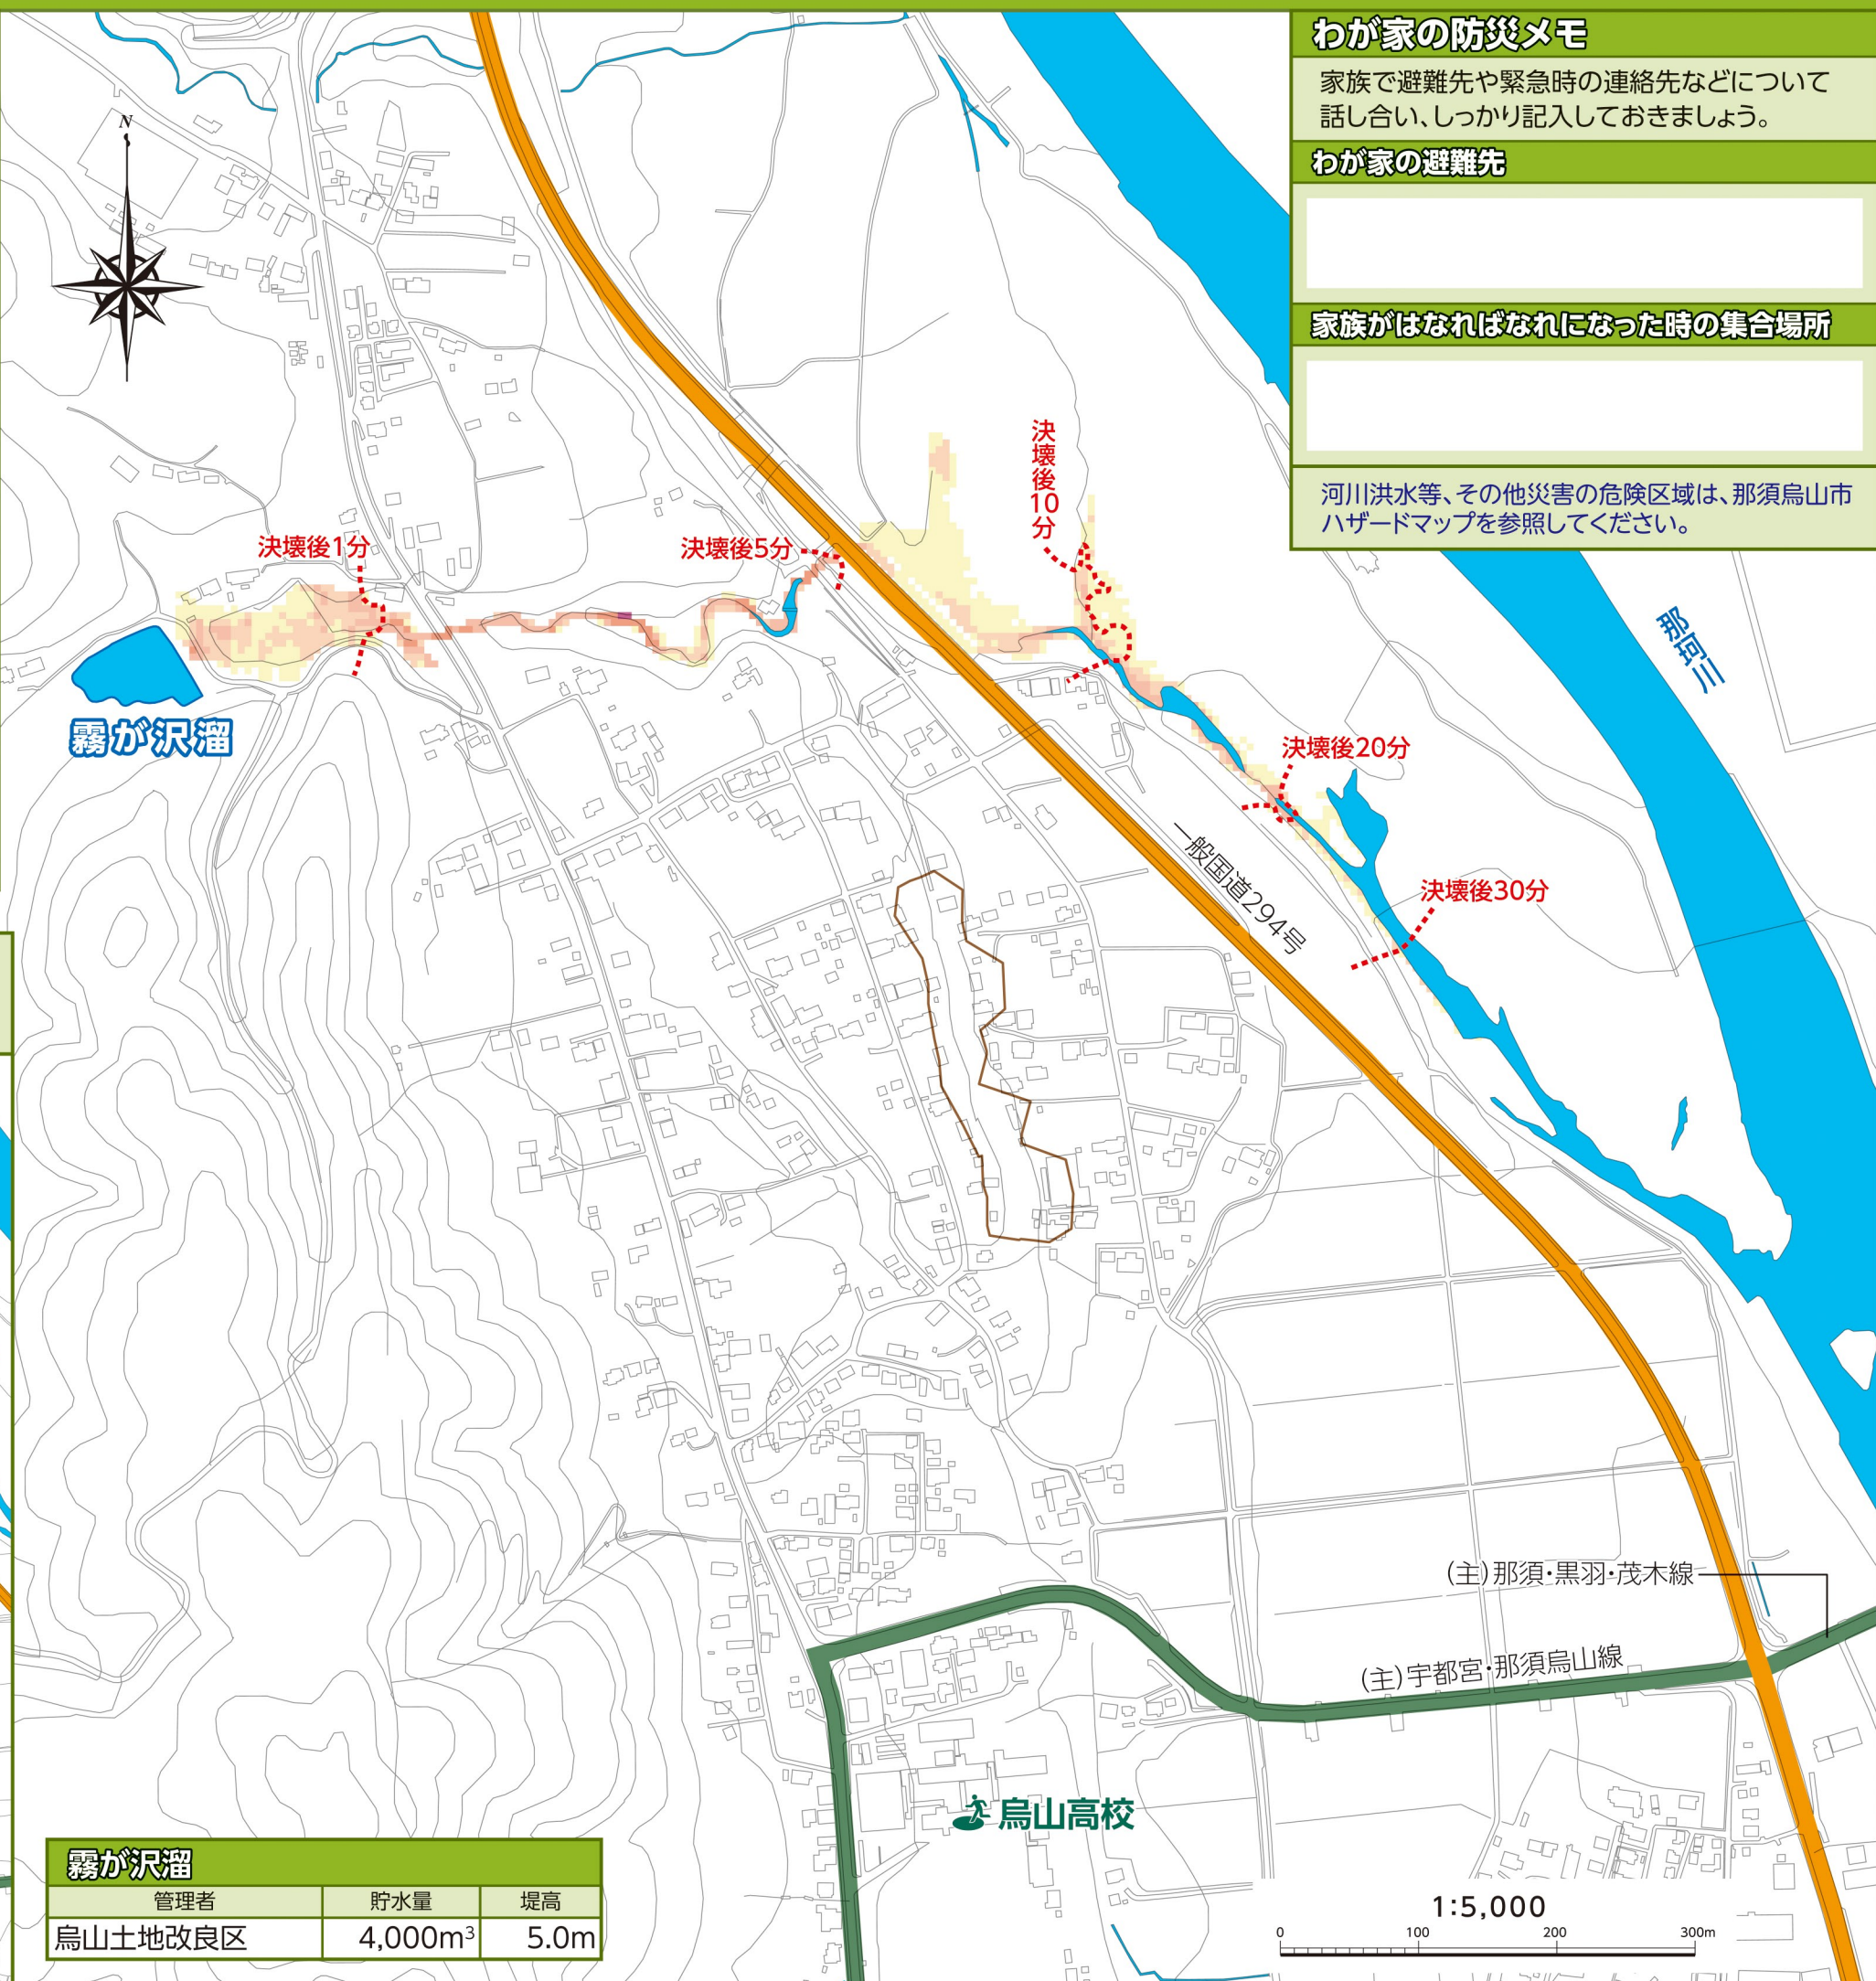 わが家の防災メモ
家族で避難先や緊急時の連絡先などについて
話し合い、しっかり記入しておきましょう。
わが家の避難先
家族がはなればなれになった時の集合場所
河川洪水等、その他災害の危険区域は、那須烏山市
ハザードマップを参照してください。
N
決壊後1分
決壊後5分
決壊後10分
決壊後20分
決壊後30分
霧が沢溜
那珂川
一般国道294号
(主)那須・黒羽・茂木線
(主)宇都宮・那須烏山線
烏山高校
霧が沢溜
管理者 貯水量 堤高
烏山土地改良区 4,000m³ 5.0m
1:5,000
0 100 200 300m